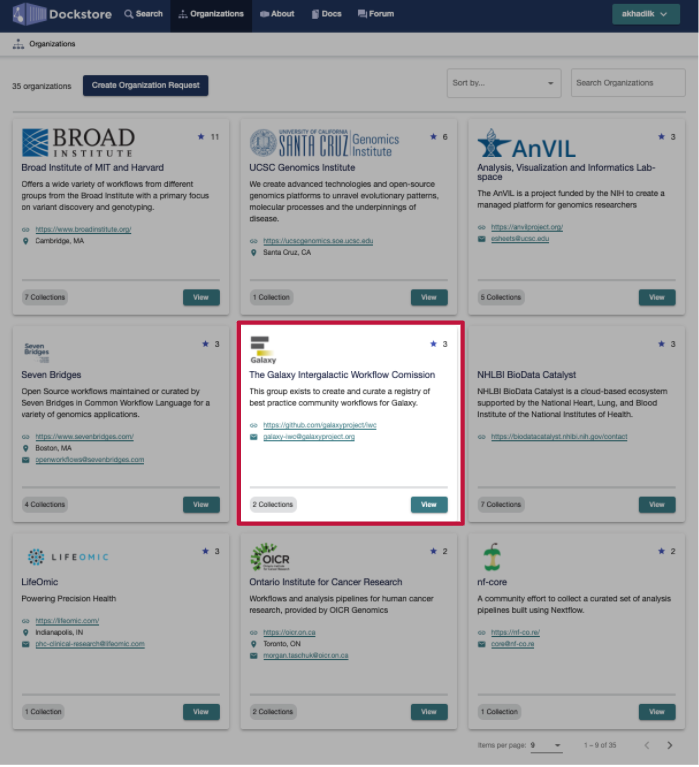 Dockstore Search Organizations About Docs Forum akhadilk
Organizations
35 organizations Create Organization Request Sort by... Search Organizations
BROAD
INSTITUTE
11
Broad Institute of MIT and Harvard
Offers a wide variety of workflows from different
groups from the Broad Institute with a primary focus
on variant discovery and genotyping.
https://www.broadinstitute.org/
Cambridge, MA
7 Collections View
UNIVERSITY OF CALIFORNIA
SANTA CRUZ Genomics
Institute
6
UCSC Genomics Institute
We create advanced technologies and open-source
genomics platforms to unravel evolutionary patterns,
molecular processes and the underpinnings of
disease.
https://ucscgenomics.soe.ucsc.edu
Santa Cruz, CA
1 Collection View
AnVIL
3
Analysis, Visualization and Informatics Lab-
space
The AnVIL is a project funded by the NIH to create a
managed platform for genomics researchers
https://anvilproject.org/
esheets@ucsc.edu
5 Collections View
Seven
Bridges
3
Seven Bridges
Open Source workflows maintained or curated by
Seven Bridges in Common Workflow Language for a
variety of genomics applications.
https://www.sevenbridges.com/
Boston, MA
openworkflows@sevenbridges.com
4 Collections View
Galaxy
3
The Galaxy Intergalactic Workflow Comission
This group exists to create and curate a registry of
best practice community workflows for Galaxy.
https://github.com/galaxyproject/iwc
galaxy-iwc@galaxyproject.org
2 Collections View
3
NHLBI BioData Catalyst
NHLBI BioData Catalyst is a cloud-based ecosystem
supported by the National Heart, Lung, and Blood
Institute of the National Institutes of Health.
https://biodatacatalyst.nhlbi.nih.gov/contact
7 Collections View
LIFEOMIC
3
LifeOmic
Powering Precision Health
https://lifeomic.com/
Indianapolis, IN
phc-clinical-research@lifeomic.com
1 Collection View
OICR
2
Ontario Institute for Cancer Research
Workflows and analysis pipelines for human cancer
research, provided by OICR Genomics
https://oicr.on.ca
Toronto, ON
morgan.taschuk@oicr.on.ca
2 Collections View
2
nf-core
A community effort to collect a curated set of analysis
pipelines built using Nextflow.
https://nf-co.re/
core@nf-co.re
1 Collection View
Items per page: 9 1 – 9 of 35